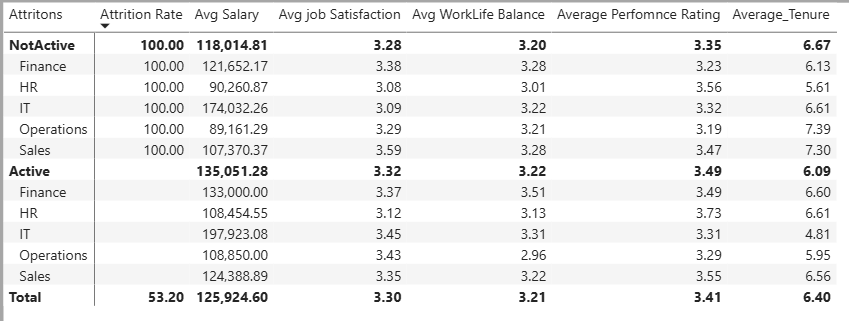 Attritons Attrition Rate Avg Salary Avg job Satisfaction Avg WorkLife Balance Average Perfomnce Rating Average_Tenure
NotActive 100.00 118,014.81 3.28 3.20 3.35 6.67
Finance 100.00 121,652.17 3.38 3.28 3.23 6.13
HR 100.00 90,260.87 3.08 3.01 3.56 5.61
IT 100.00 174,032.26 3.09 3.22 3.32 6.61
Operations 100.00 89,161.29 3.29 3.21 3.19 7.39
Sales 100.00 107,370.37 3.59 3.28 3.47 7.30
Active 135,051.28 3.32 3.22 3.49 6.09
Finance 133,000.00 3.37 3.51 3.49 6.60
HR 108,454.55 3.12 3.13 3.73 6.61
IT 197,923.08 3.45 3.31 3.31 4.81
Operations 108,850.00 3.43 2.96 3.29 5.95
Sales 124,388.89 3.35 3.22 3.55 6.56
Total 53.20 125,924.60 3.30 3.21 3.41 6.40